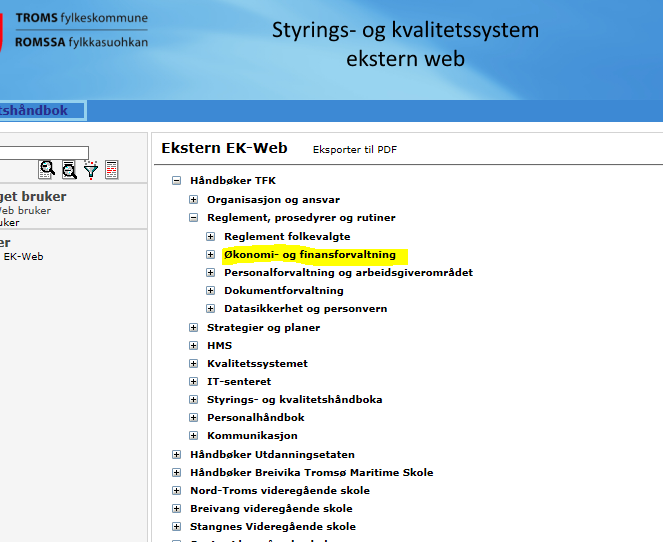 TROMS fylkeskommune
ROMSSA fylkkasuohkan
Styrings- og kvalitetssystem
ekstern web
tshåndbok
Ekstern EK-Web Eksporter til PDF
Håndbøker TFK
Organisasjon og ansvar
Reglement, prosedyrer og rutiner
Reglement folkevalgte
Økonomi- og finansforvaltning
Personalforvaltning og arbeidsgiverområdet
Dokumentforvaltning
Datasikkerhet og personvern
Strategier og planer
HMS
Kvalitetssystemet
IT-senteret
Styrings- og kvalitetshåndboka
Personalhåndbok
Kommunikasjon
Håndbøker Utdanningsetaten
Håndbøker Breivika Tromsø Maritime Skole
Nord-Troms videregående skole
Breivang videregående skole
Stangnes Videregående skole
get bruker
Web bruker
uker
er
EK-Web